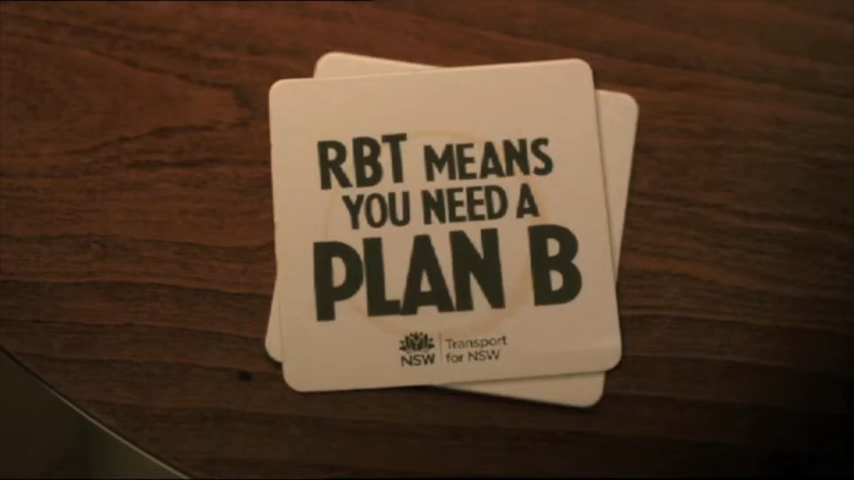 RBT MEANS
YOU NEED A
PLAN B
NSW
Transport
for NSW